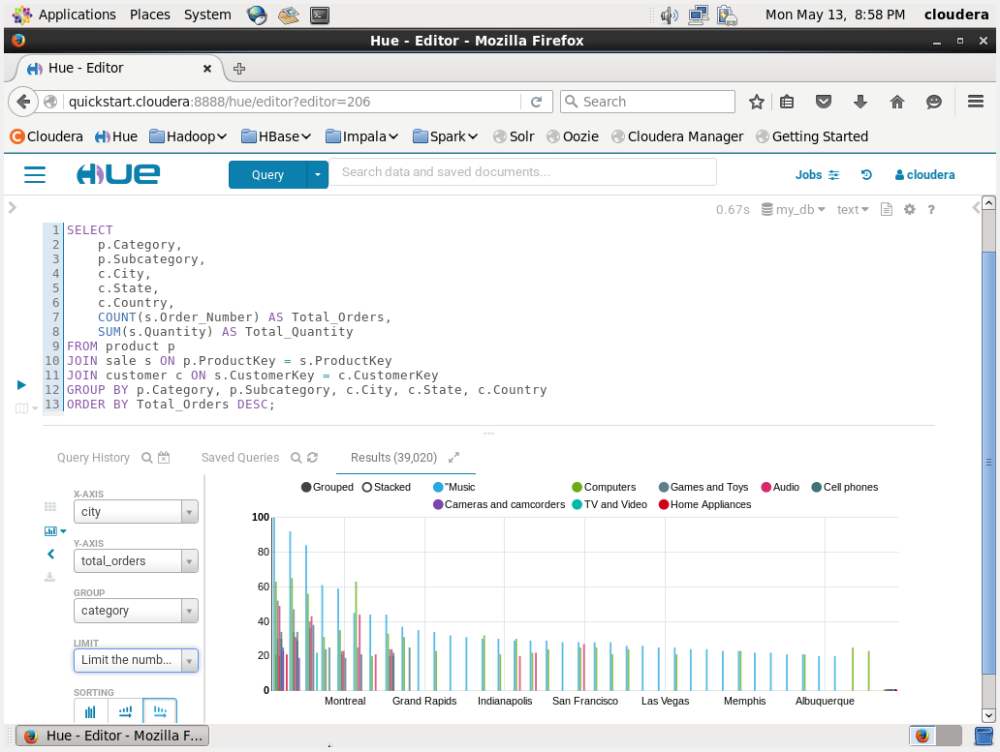 Applications Places System Mon May 13, 8:58 PM cloudera
Hue - Editor - Mozilla Firefox
Hue - Editor
quickstart.cloudera:8888/hue/editor?editor=206 Search
Cloudera Hue Hadoop HBase Impala Spark Solr Oozie Cloudera Manager Getting Started
HUE Query Search data and saved documents... Jobs cloudera
0.67s my_db text ?
1 SELECT
2 p.Category,
3 p.Subcategory,
4 c.City,
5 c.State,
6 c.Country,
7 COUNT(s.Order_Number) AS Total_Orders,
8 SUM(s.Quantity) AS Total_Quantity
9 FROM product p
10 JOIN sale s ON p.ProductKey = s.ProductKey
11 JOIN customer c ON s.CustomerKey = c.CustomerKey
12 GROUP BY p.Category, p.Subcategory, c.City, c.State, c.Country
13 ORDER BY Total_Orders DESC;
Query History Saved Queries Results (39,020)
X-AXIS
city
Y-AXIS
total_orders
GROUP
category
LIMIT
Limit the numb...
SORTING
Grouped Stacked "Music Computers Games and Toys Audio Cell phones
Cameras and camcorders TV and Video Home Appliances
100
80
60
40
20
0
Montreal Grand Rapids Indianapolis San Francisco Las Vegas Memphis Albuquerque
Hue - Editor - Mozilla F...